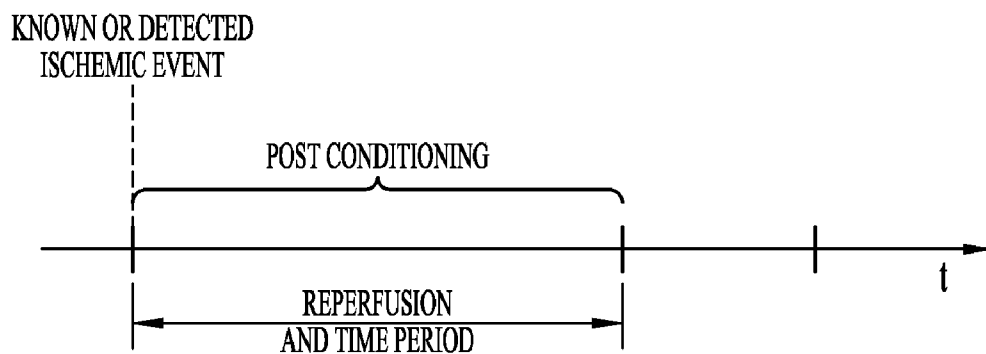 KNOWN OR DETECTED
ISCHEMIC EVENT
POST CONDITIONING
t
REPERFUSION
AND TIME PERIOD